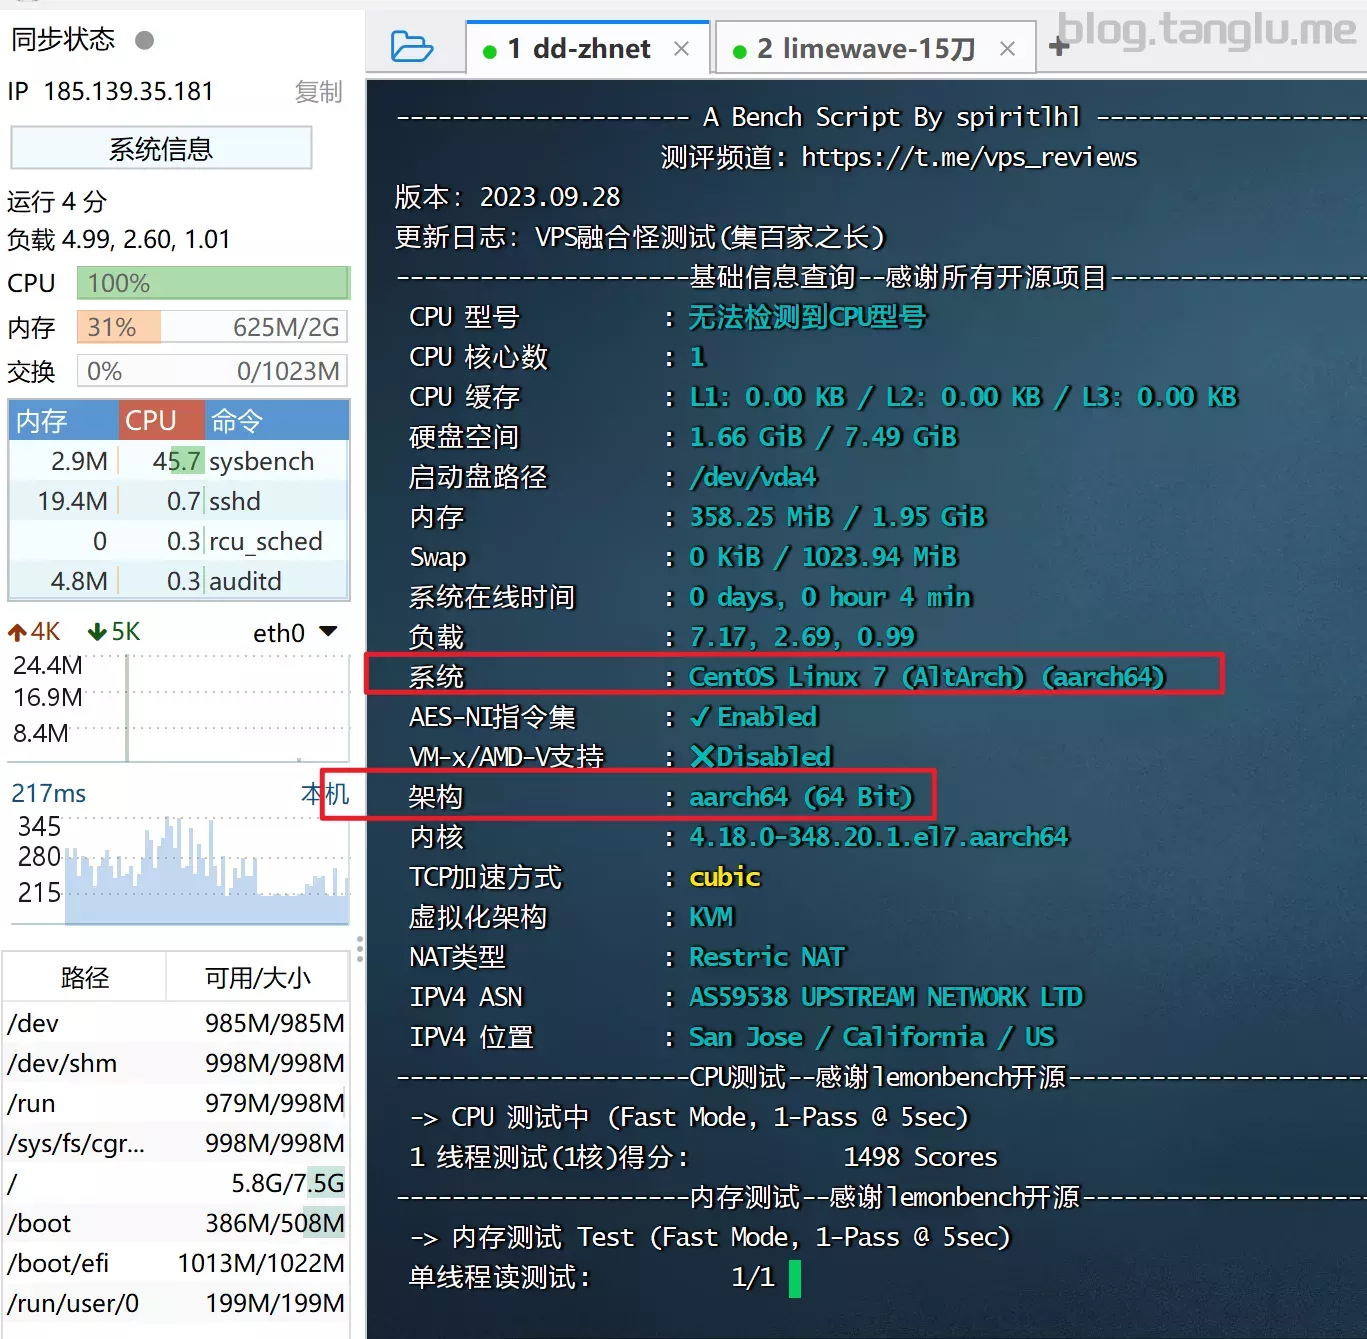 同步状态
IP 185.139.35.181 复制
系统信息
运行 4 分
负载 4.99, 2.60, 1.01
CPU 100%
内存 31% 625M/2G
交换 0% 0/1023M
内存 CPU 命令
2.9M 45.7 sysbench
19.4M 0.7 sshd
0 0.3 rcu_sched
4.8M 0.3 auditd
4K 5K eth0
24.4M
16.9M
8.4M
217ms 本机
345
280
215
路径 可用/大小
/dev 985M/985M
/dev/shm 998M/998M
/run 979M/998M
/sys/fs/cgr... 998M/998M
/ 5.8G/7.5G
/boot 386M/508M
/boot/efi 1013M/1022M
/run/user/0 199M/199M
1 dd-zhnet × 2 limewave-15刀 × +
blog.tanglu.me
--------------------- A Bench Script By spiritlhl --------------------
测评频道: https://t.me/vps_reviews
版本: 2023.09.28
更新日志: VPS融合怪测试(集百家之长)
---------------------基础信息查询--感谢所有开源项目-------------------
CPU 型号 : 无法检测到CPU型号
CPU 核心数 : 1
CPU 缓存 : L1: 0.00 KB / L2: 0.00 KB / L3: 0.00 KB
硬盘空间 : 1.66 GiB / 7.49 GiB
启动盘路径 : /dev/vda4
内存 : 358.25 MiB / 1.95 GiB
Swap : 0 KiB / 1023.94 MiB
系统在线时间 : 0 days, 0 hour 4 min
负载 : 7.17, 2.69, 0.99
系统 : CentOS Linux 7 (AltArch) (aarch64)
AES-NI指令集 : ✓ Enabled
VM-x/AMD-V支持 : ❌Disabled
架构 : aarch64 (64 Bit)
内核 : 4.18.0-348.20.1.el7.aarch64
TCP加速方式 : cubic
虚拟化架构 : KVM
NAT类型 : Restric NAT
IPV4 ASN : AS59538 UPSTREAM NETWORK LTD
IPV4 位置 : San Jose / California / US
---------------------CPU测试--感谢lemonbench开源----------------------
-> CPU 测试中 (Fast Mode, 1-Pass @ 5sec)
1 线程测试(1核)得分: 1498 Scores
---------------------内存测试--感谢lemonbench开源---------------------
-> 内存测试 Test (Fast Mode, 1-Pass @ 5sec)
单线程读测试: 1/1